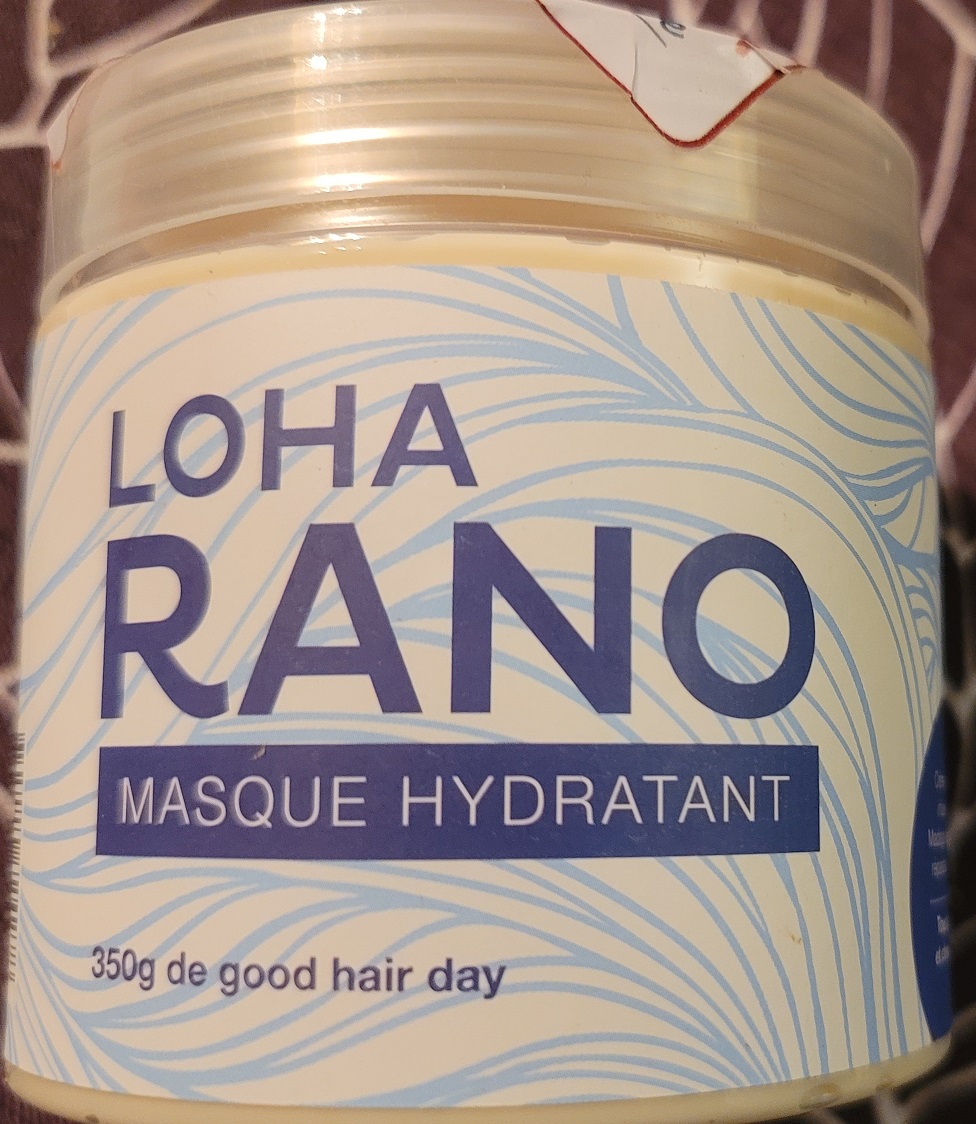 LOHA
RANO
MASQUE HYDRATANT
350g de good hair day